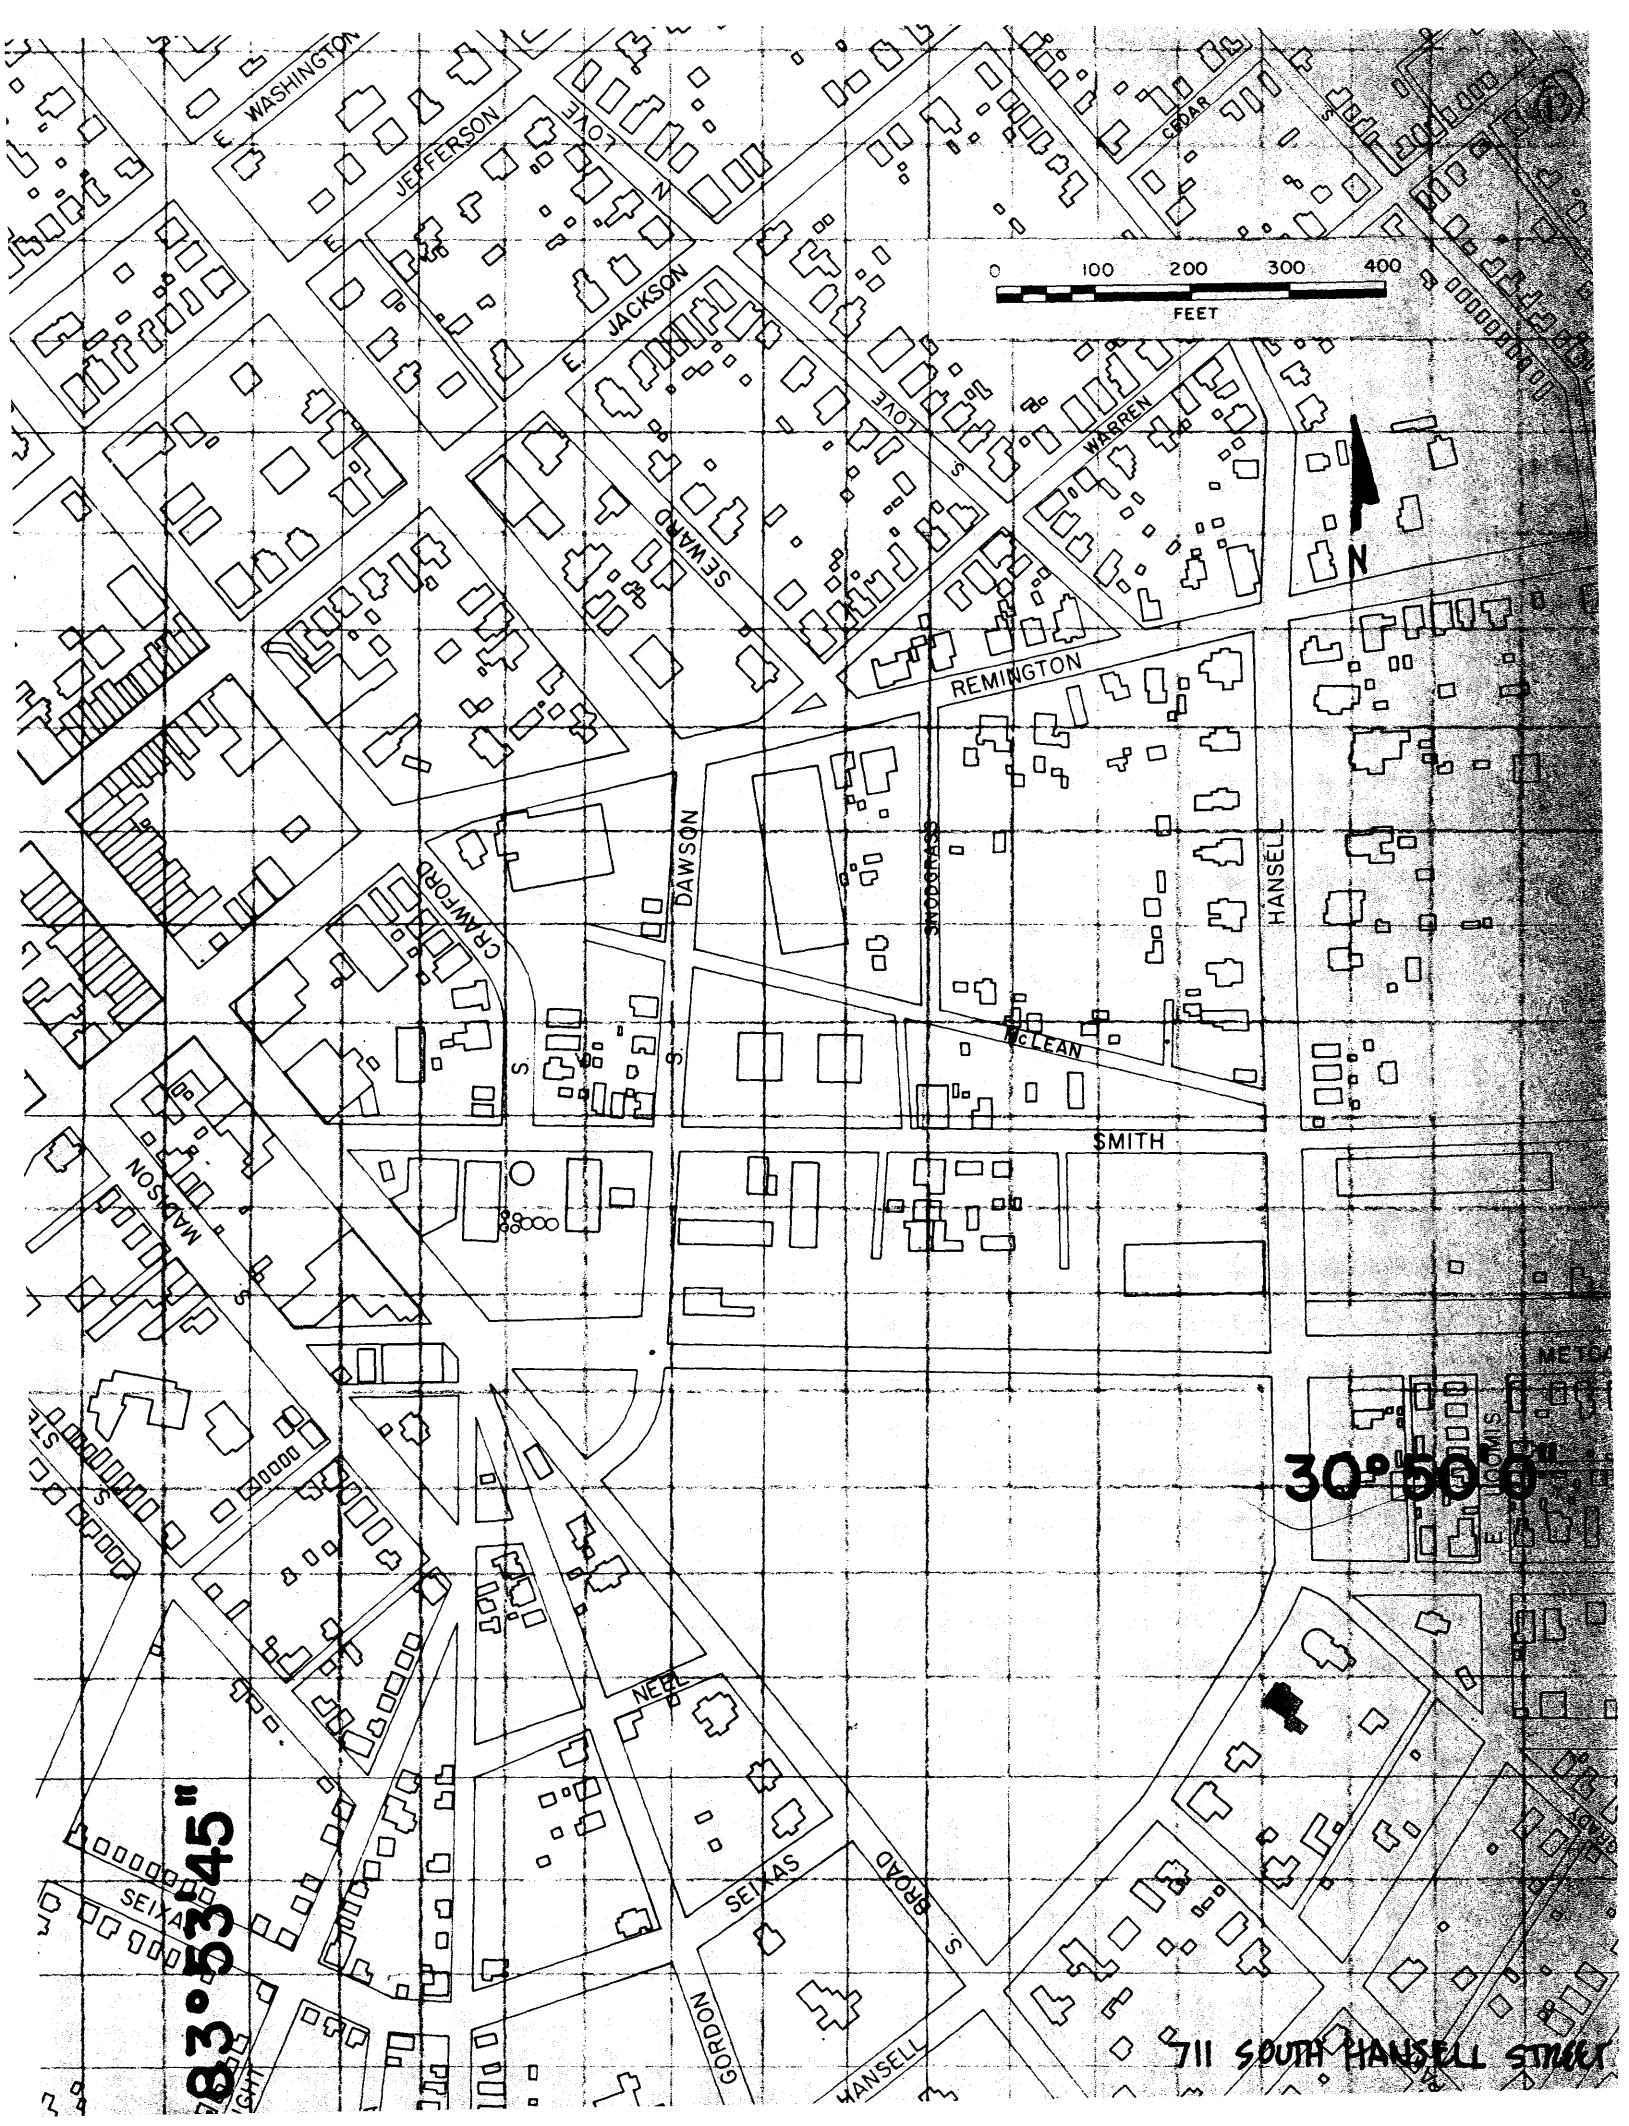 E. WASHINGTON
E. JEFFERSON
N. LOVE
CEDAR
S.
E. JACKSON
0 100 200 300 400
FEET
S. LOVE
WARREN
SEWARD
N
REMINGTON
S. CRAWFORD
S. DAWSON
SNODGRASS
HANSELL
McLEAN
SMITH
S. MADISON
30°50'0"
E. LOOMIS
NEEL
83°53'45"
SEIXAS
SEIXAS
S. BROAD
GRADY
GORDON
HANSELL
711 SOUTH HANSELL STREET